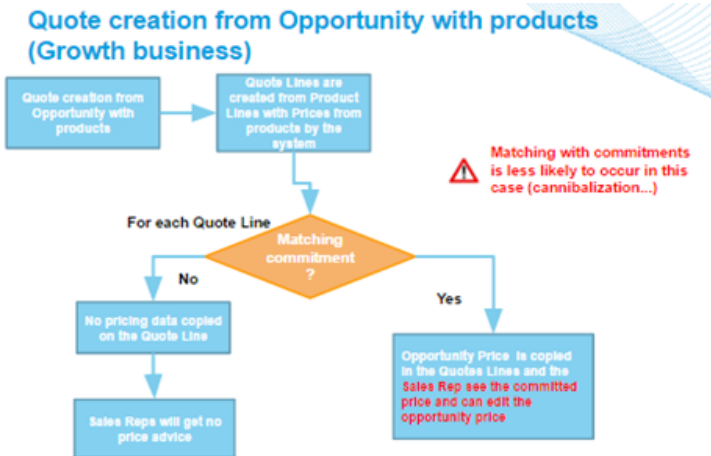 Quote creation from Opportunity with products
(Growth business)
Quote creation from
Opportunity with
products
Quote Lines are
created from Product
Lines with Prices from
products by the
system
Matching with commitments
is less likely to occur in this
case (cannibalization...)
For each Quote Line
Matching
commitment
?
No
Yes
No pricing data copied
on the Quote Line
Opportunity Price is copied
in the Quotes Lines and the
Sales Rep see the committed
price and can edit the
opportunity price
Sales Reps will get no
price advice